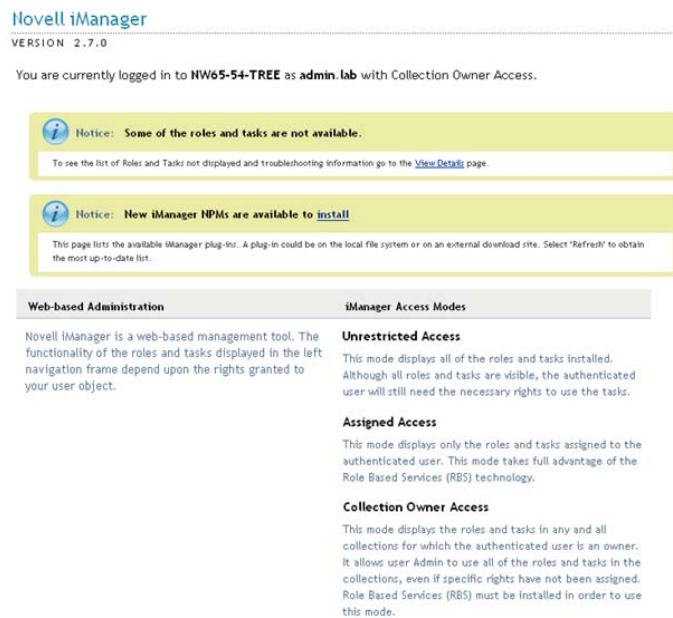 Novell iManager
VERSION 2.7.0
You are currently logged in to NW65-54-TREE as admin.lab with Collection Owner Access.
Notice: Some of the roles and tasks are not available.
To see the list of Roles and Tasks not displayed and troubleshooting information go to the View Details page.
Notice: New iManager NPMs are available to install
This page lists the available iManager plug-ins. A plug-in could be on the local file system or on an external download site. Select 'Refresh' to obtain
the most up-to-date list.
Web-based Administration
Novell iManager is a web-based management tool. The
functionality of the roles and tasks displayed in the left
navigation frame depend upon the rights granted to
your user object.
iManager Access Modes
Unrestricted Access
This mode displays all of the roles and tasks installed.
Although all roles and tasks are visible, the authenticated
user will still need the necessary rights to use the tasks.
Assigned Access
This mode displays only the roles and tasks assigned to the
authenticated user. This mode takes full advantage of the
Role Based Services (RBS) technology.
Collection Owner Access
This mode displays the roles and tasks in any and all
collections for which the authenticated user is an owner.
It allows user Admin to use all of the roles and tasks in the
collections, even if specific rights have not been assigned.
Role Based Services (RBS) must be installed in order to use
this mode.